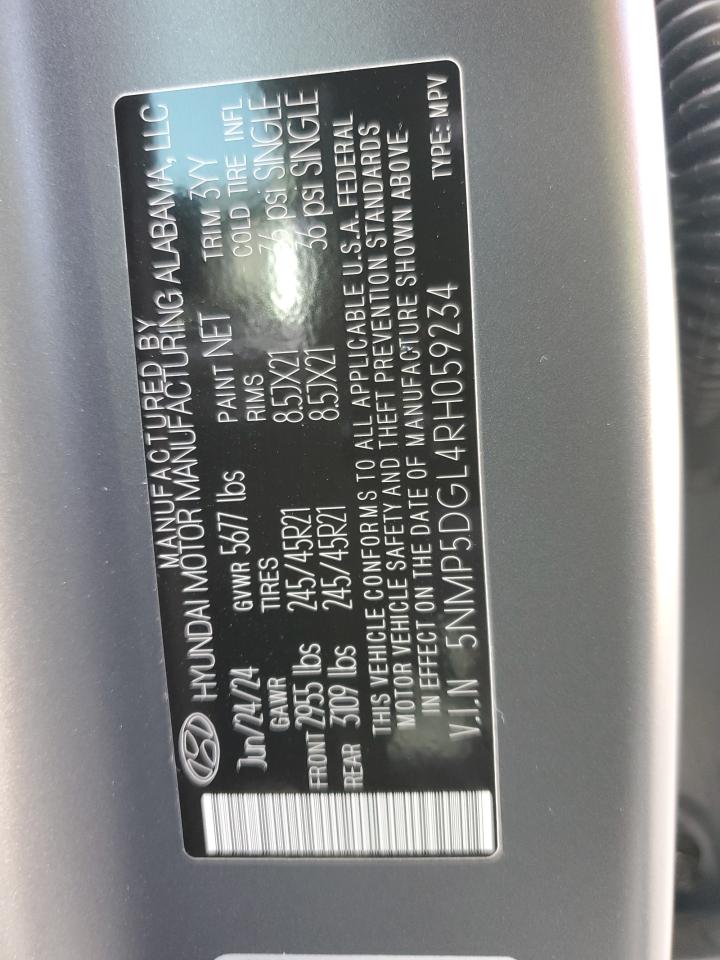 MANUFACTURED BY
HYUNDAI MOTOR MANUFACTURING ALABAMA, LLC
Jun/24/24 GVWR 5677 lbs PAINT NET TRIM 3YY
GAWR TIRES RIMS COLD TIRE INFL
FRONT 2955 lbs 245/45R21 8.5JX21 36 psi SINGLE
REAR 3109 lbs 245/45R21 8.5JX21 36 psi SINGLE
THIS VEHICLE CONFORMS TO ALL APPLICABLE U.S.A. FEDERAL
MOTOR VEHICLE SAFETY AND THEFT PREVENTION STANDARDS
IN EFFECT ON THE DATE OF MANUFACTURE SHOWN ABOVE.
V.I.N 5NMP5DGL4RH059234 TYPE: MPV